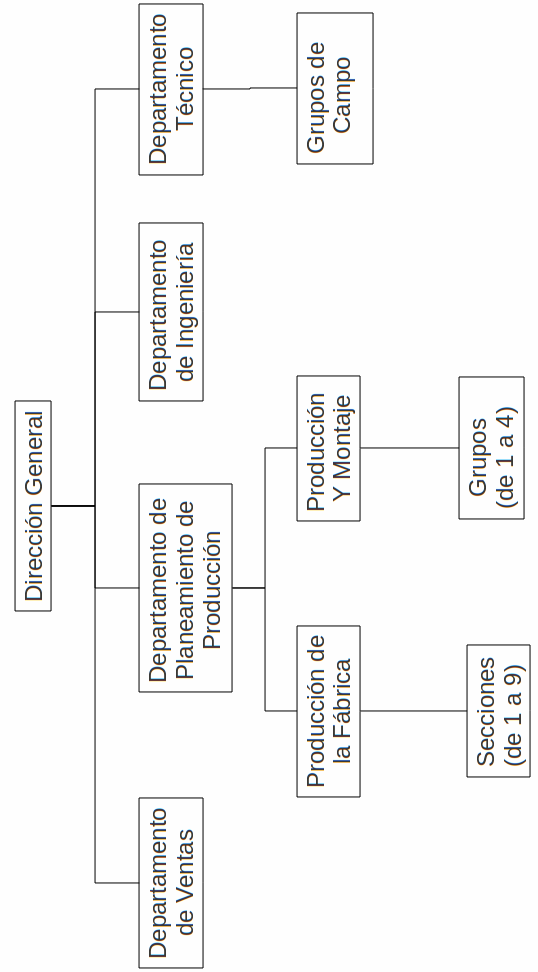 Dirección General
Departamento
de Ventas
Departamento de
Planeamiento de
Producción
Departamento
de Ingeniería
Departamento
Técnico
Producción de
la Fábrica
Producción
Y Montaje
Grupos de
Campo
Secciones
(de 1 a 9)
Grupos
(de 1 a 4)